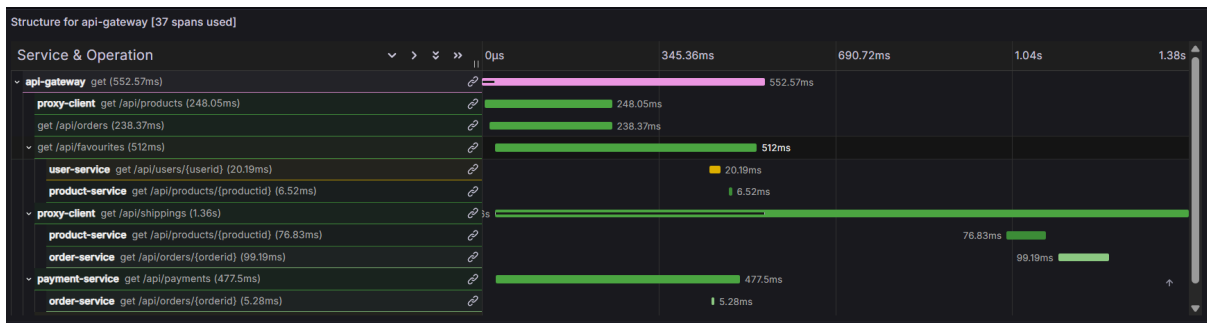 Structure for api-gateway [37 spans used]
Service & Operation 0µs 345.36ms 690.72ms 1.04s 1.38s
api-gateway get (552.57ms) 552.57ms
proxy-client get /api/products (248.05ms) 248.05ms
get /api/orders (238.37ms) 238.37ms
get /api/favourites (512ms) 512ms
user-service get /api/users/{userid} (20.19ms) 20.19ms
product-service get /api/products/{productid} (6.52ms) 6.52ms
proxy-client get /api/shippings (1.36s)
product-service get /api/products/{productid} (76.83ms) 76.83ms
order-service get /api/orders/{orderid} (99.19ms) 99.19ms
payment-service get /api/payments (477.5ms) 477.5ms
order-service get /api/orders/{orderid} (5.28ms) 5.28ms